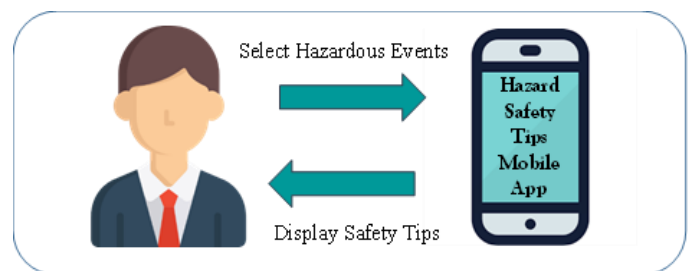 Select Hazardous Events
Hazard
Safety
Tips
Mobile
App
Display Safety Tips